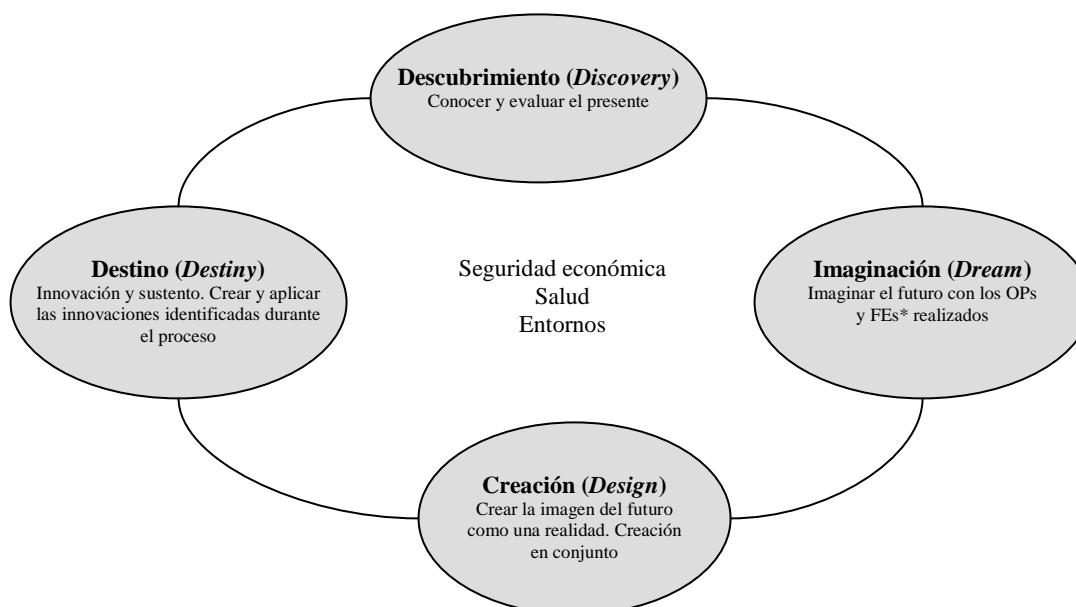 Descubrimiento (Discovery)
Conocer y evaluar el presente
Destino (Destiny)
Innovación y sustento. Crear y aplicar
las innovaciones identificadas durante
el proceso
Seguridad económica
Salud
Entornos
Imaginación (Dream)
Imaginar el futuro con los OPs
y FEs* realizados
Creación (Design)
Crear la imagen del futuro
como una realidad. Creación
en conjunto